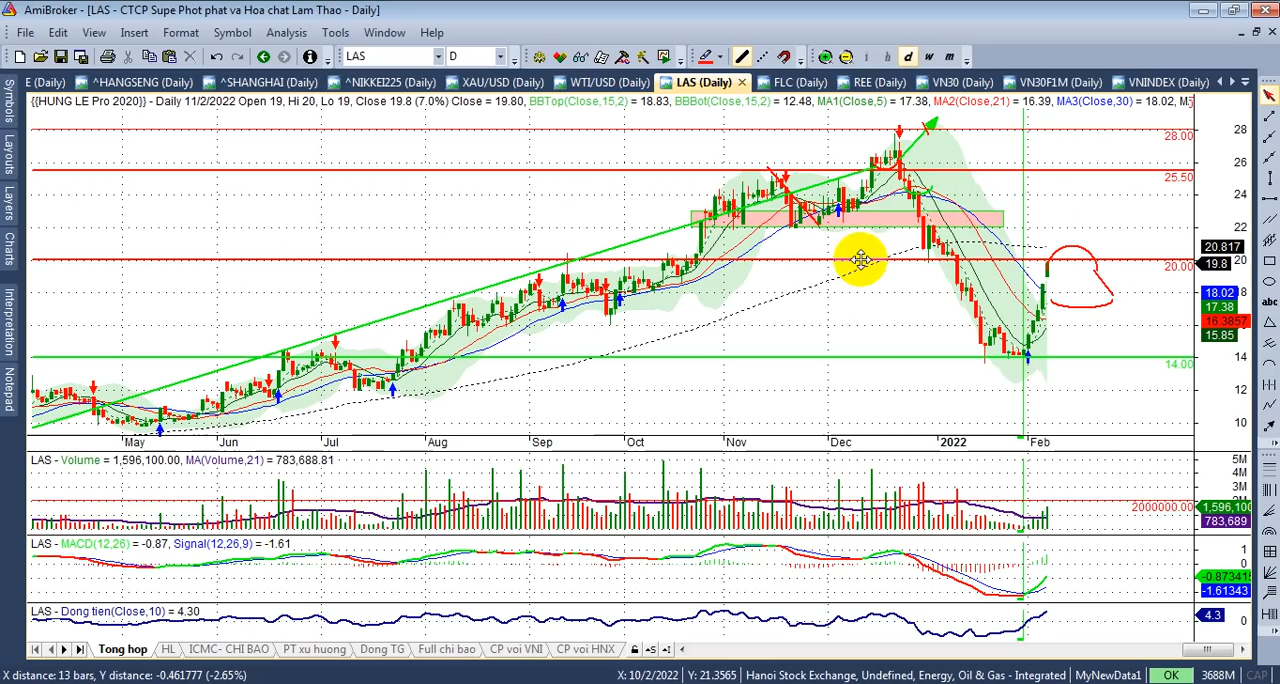 AmiBroker - [LAS - CTCP Supe Phot phat va Hoa chat Lam Thao - Daily]
File Edit View Insert Format Symbol Analysis Tools Window Help
LAS D i h d w m
E (Daily) ^HANGSENG (Daily) ^SHANGHAI (Daily) ^NIKKEI225 (Daily) XAU/USD (Daily) WTI/USD (Daily) LAS (Daily) FLC (Daily) REE (Daily) VN30 (Daily) VN30F1M (Daily) VNINDEX (Daily)
Symbols
Layouts
Layers
Charts
Interpretation
Notepad
{{HUNG LE Pro 2020}} - Daily 11/2/2022 Open 19, Hi 20, Lo 19, Close 19.8 (7.0%) Close = 19.80, BBTop(Close,15,2) = 18.83, BBBot(Close,15,2) = 12.48, MA1(Close,5) = 17.38, MA2(Close,21) = 16.39, MA3(Close,30) = 18.02,
28.00 28
26
25.50
24
22
20.817
20.00 19.8
18.02
17.38
16.3857
15.85
14
14.00
12
10
May Jun Jul Aug Sep Oct Nov Dec 2022 Feb
LAS - Volume = 1,596,100.00, MA(Volume,21) = 783,688.81
5M
4M
3M
2000000.00 1,596,100
783,689
LAS - MACD(12,26) = -0.87, Signal(12,26,9) = -1.61
1
0
-0.873415
-1.61343
LAS - Dong tien(Close,10) = 4.30
4.3 0
Tong hop HL ICMC- CHI BAO PT xu huong Dong TG Full chi bao CP voi VNI CP voi HNX
X distance: 13 bars, Y distance: -0.461777 (-2.65%) X: 10/2/2022 Y: 21.3565 Hanoi Stock Exchange, Undefined, Energy, Oil & Gas - Integrated MyNewData1 OK 3688M CAP
abc